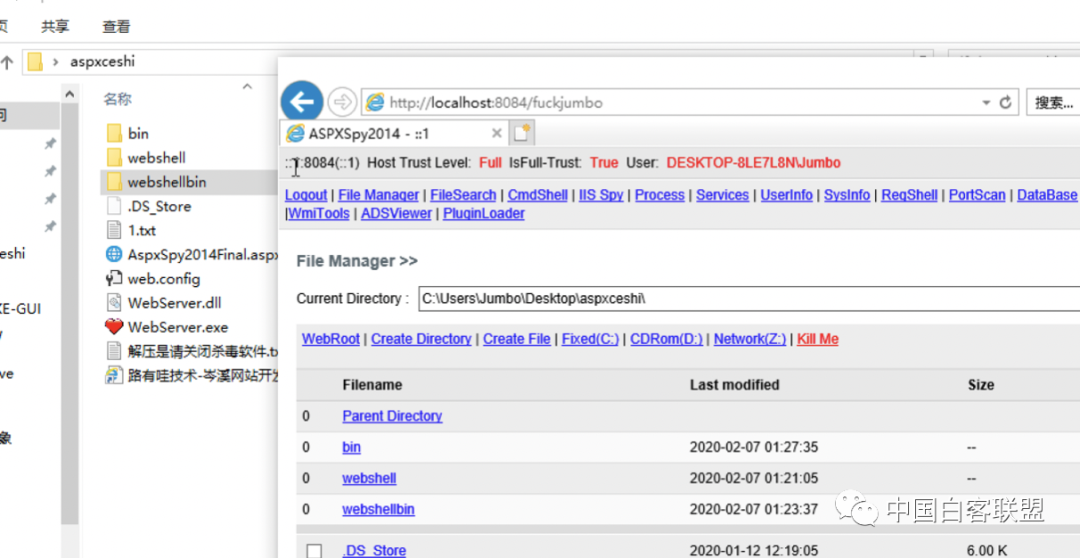 页 共享 查看
aspxceshi
名称
bin
webshell
webshellbin
.DS_Store
1.txt
AspxSpy2014Final.aspx
web.config
WebServer.dll
WebServer.exe
解压是请关闭杀毒软件.tx
路有哇技术-岑溪网站开发
问
eshi
XE-GUI
ve
象
http://localhost:8084/fuckjumbo
搜索...
ASPXSpy2014 - ::1
::1:8084(::1) Host Trust Level: Full IsFull-Trust: True User: DESKTOP-8LE7L8N\Jumbo
Logout | File Manager | FileSearch | CmdShell | IIS Spy | Process | Services | UserInfo | SysInfo | RegShell | PortScan | DataBase
|WmiTools | ADSViewer | PluginLoader
File Manager >>
Current Directory : C:\Users\Jumbo\Desktop\aspxceshi\
WebRoot | Create Directory | Create File | Fixed(C:) | CDRom(D:) | Network(Z:) | Kill Me
Filename Last modified Size
0 Parent Directory
0 bin 2020-02-07 01:27:35 --
0 webshell 2020-02-07 01:21:05 --
0 webshellbin 2020-02-07 01:23:37 --
.DS_Store 2020-01-12 12:19:05 6.00 K
中国白客联盟